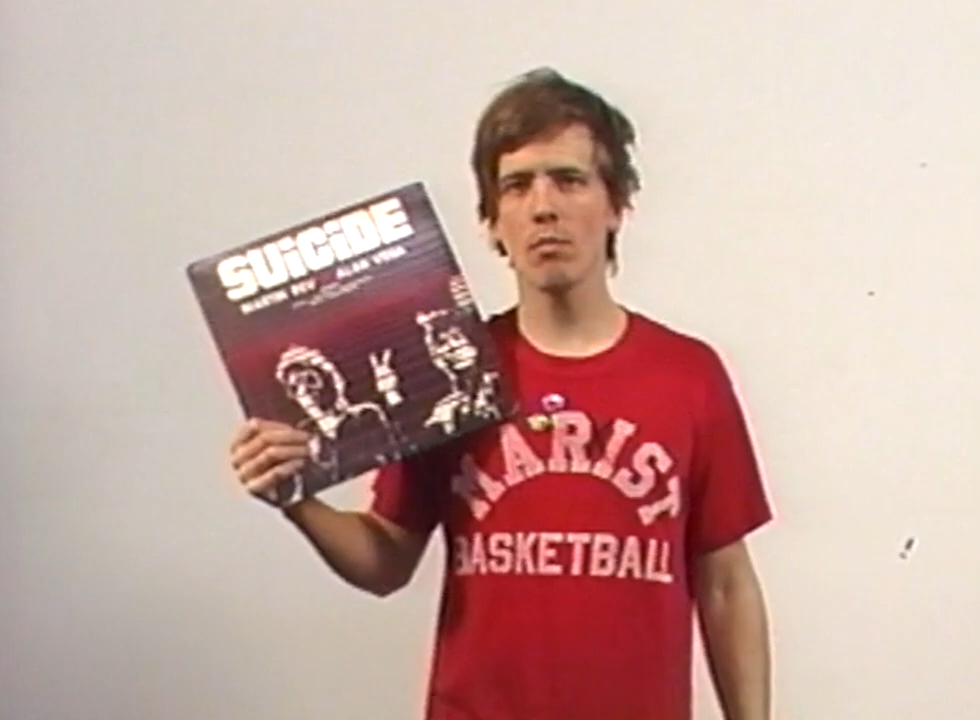 SUiCiDE
MARTIN REV ALAN VEGA
MARIST
BASKETBALL